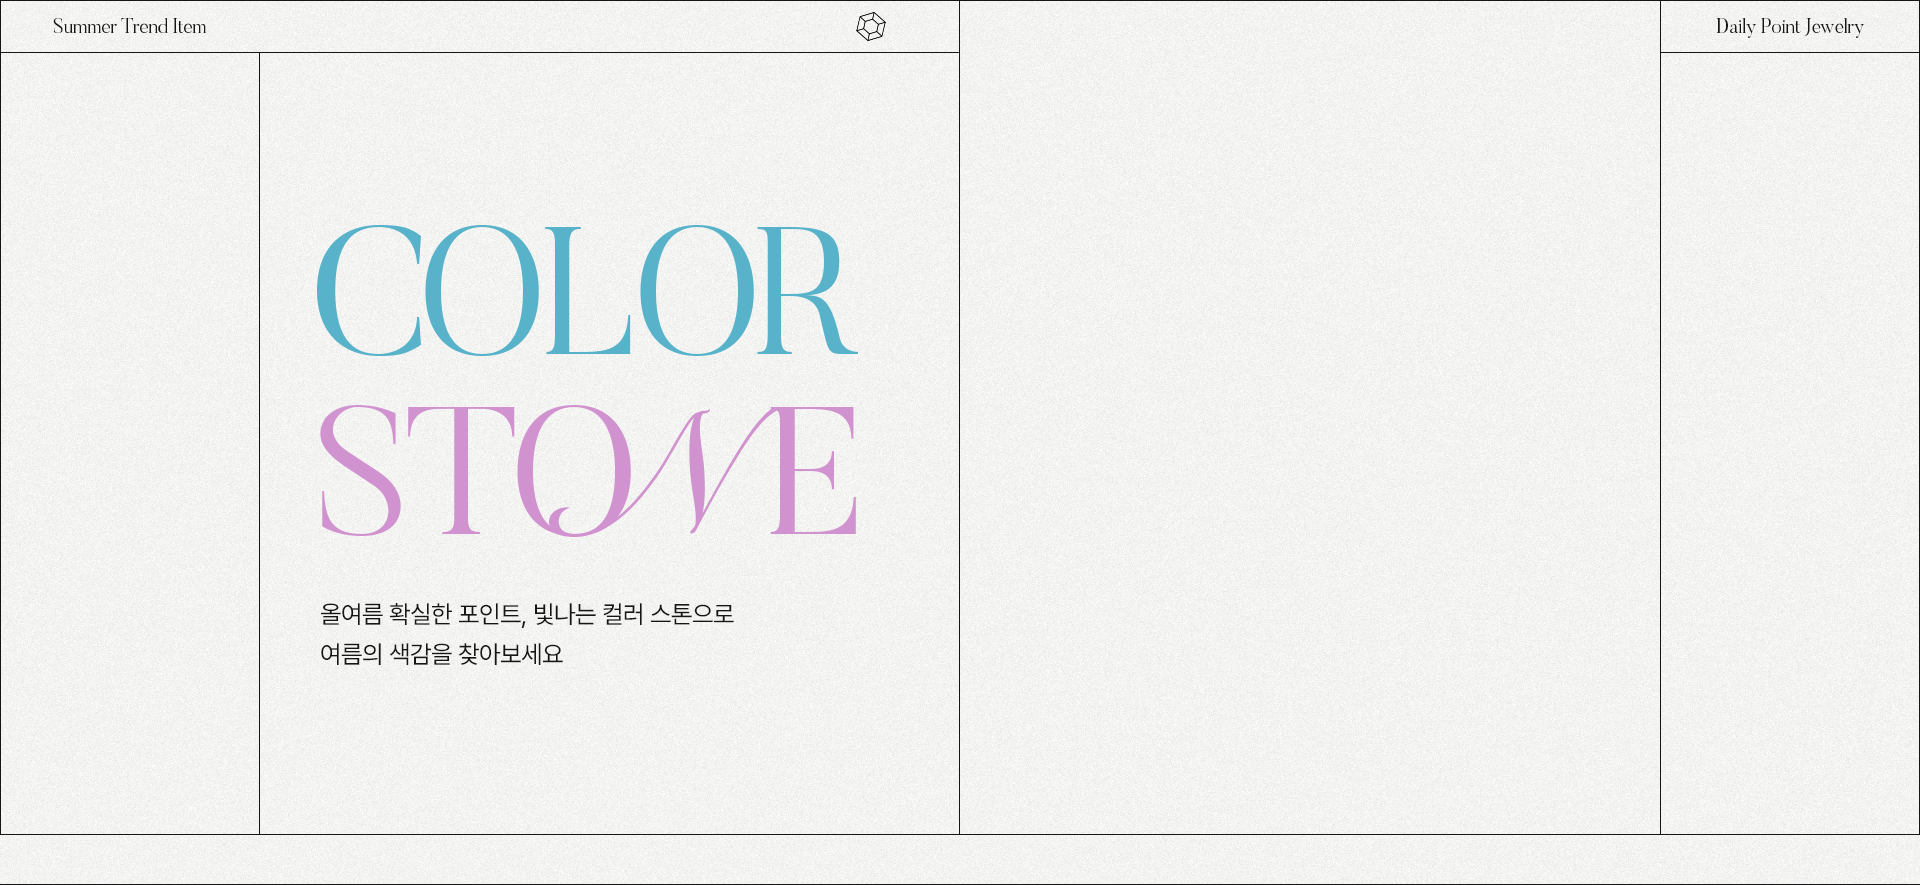 Summer Trend Item
Daily Point Jewelry
COLOR
STONE
올여름 확실한 포인트, 빛나는 컬러 스톤으로
여름의 색감을 찾아보세요